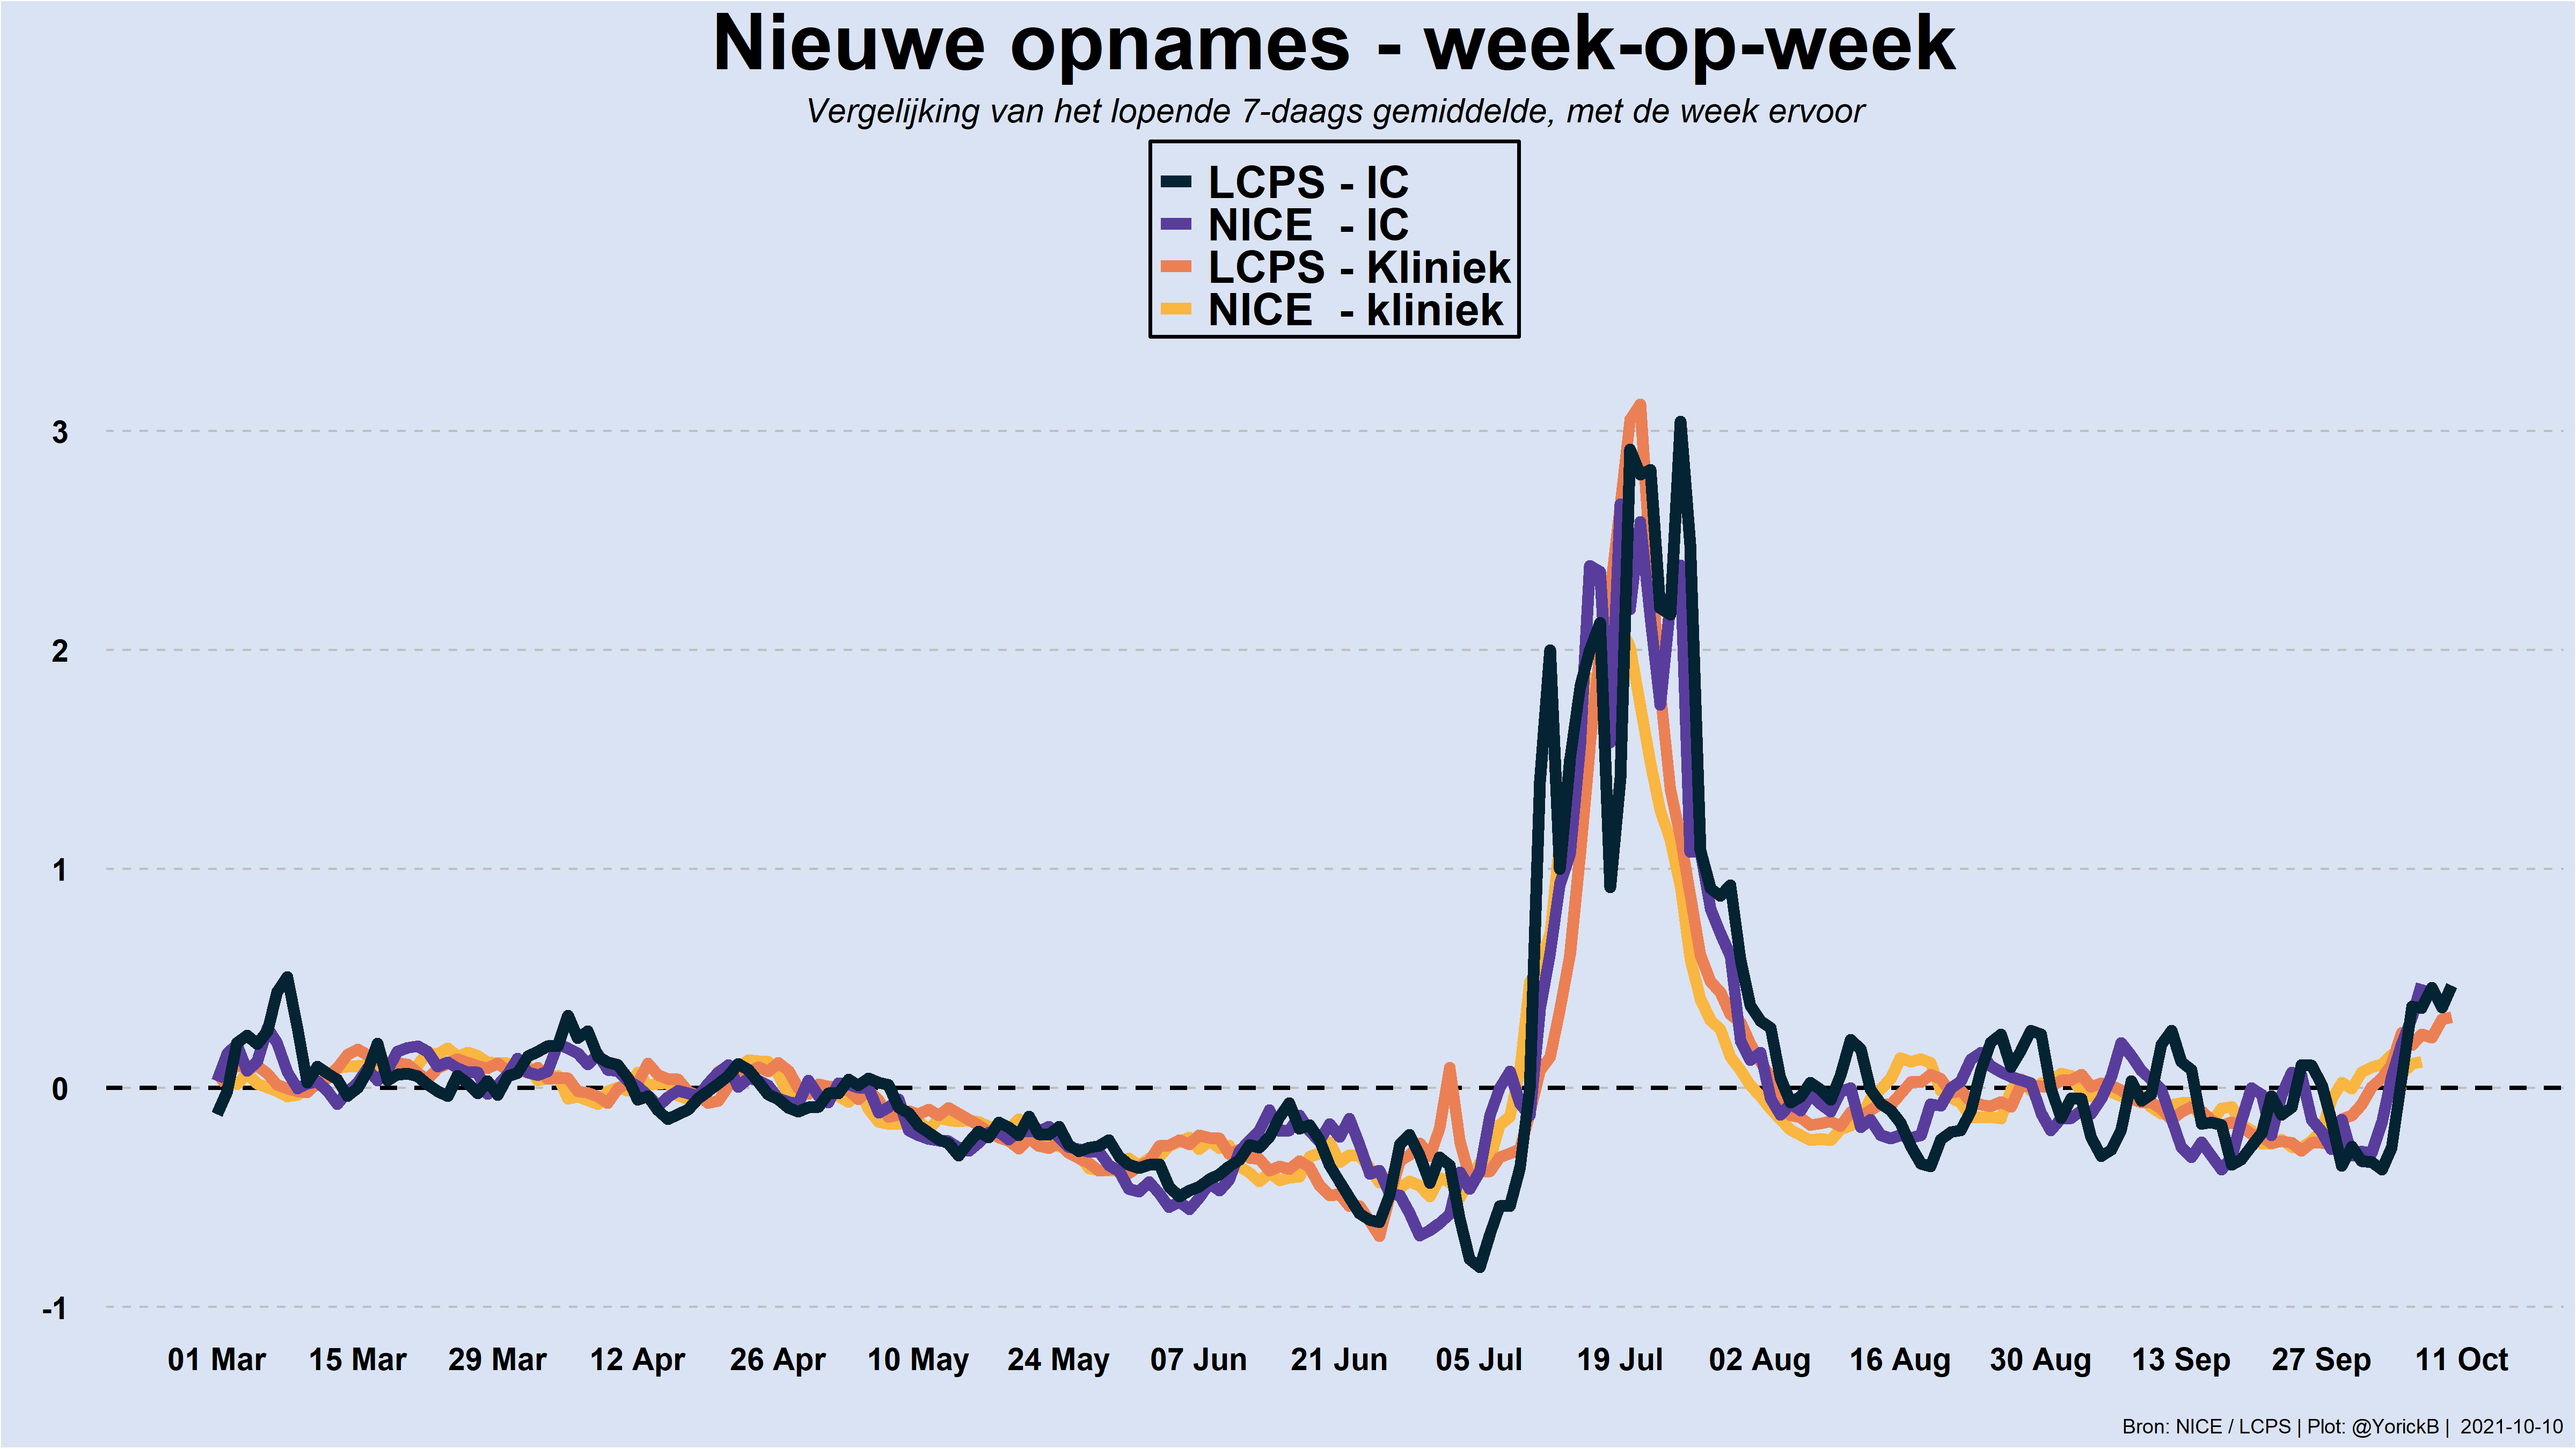 Nieuwe opnames - week-op-week
Vergelijking van het lopende 7-daags gemiddelde, met de week ervoor
LCPS - IC
NICE - IC
LCPS - Kliniek
NICE - kliniek
3
2
1
0
-1
01 Mar 15 Mar 29 Mar 12 Apr 26 Apr 10 May 24 May 07 Jun 21 Jun 05 Jul 19 Jul 02 Aug 16 Aug 30 Aug 13 Sep 27 Sep 11 Oct
Bron: NICE / LCPS | Plot: @YorickB | 2021-10-10